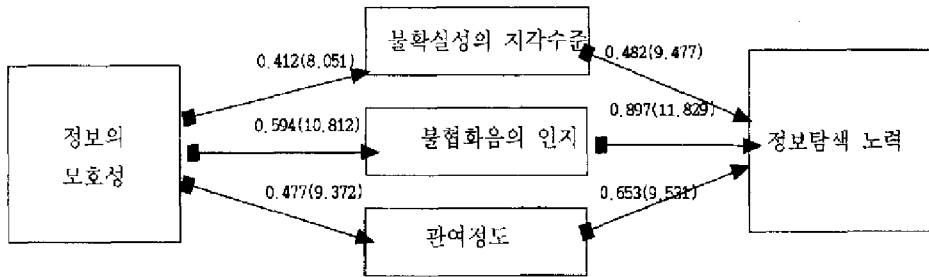 불확실성의 지각수준
0.412(8.051)
0.482(9.477)
정보의
모호성
0.594(10.812)
불협화음의 인지
0.897(11.829)
정보탐색 노력
0.477(9.372)
관여정도
0.653(9.531)